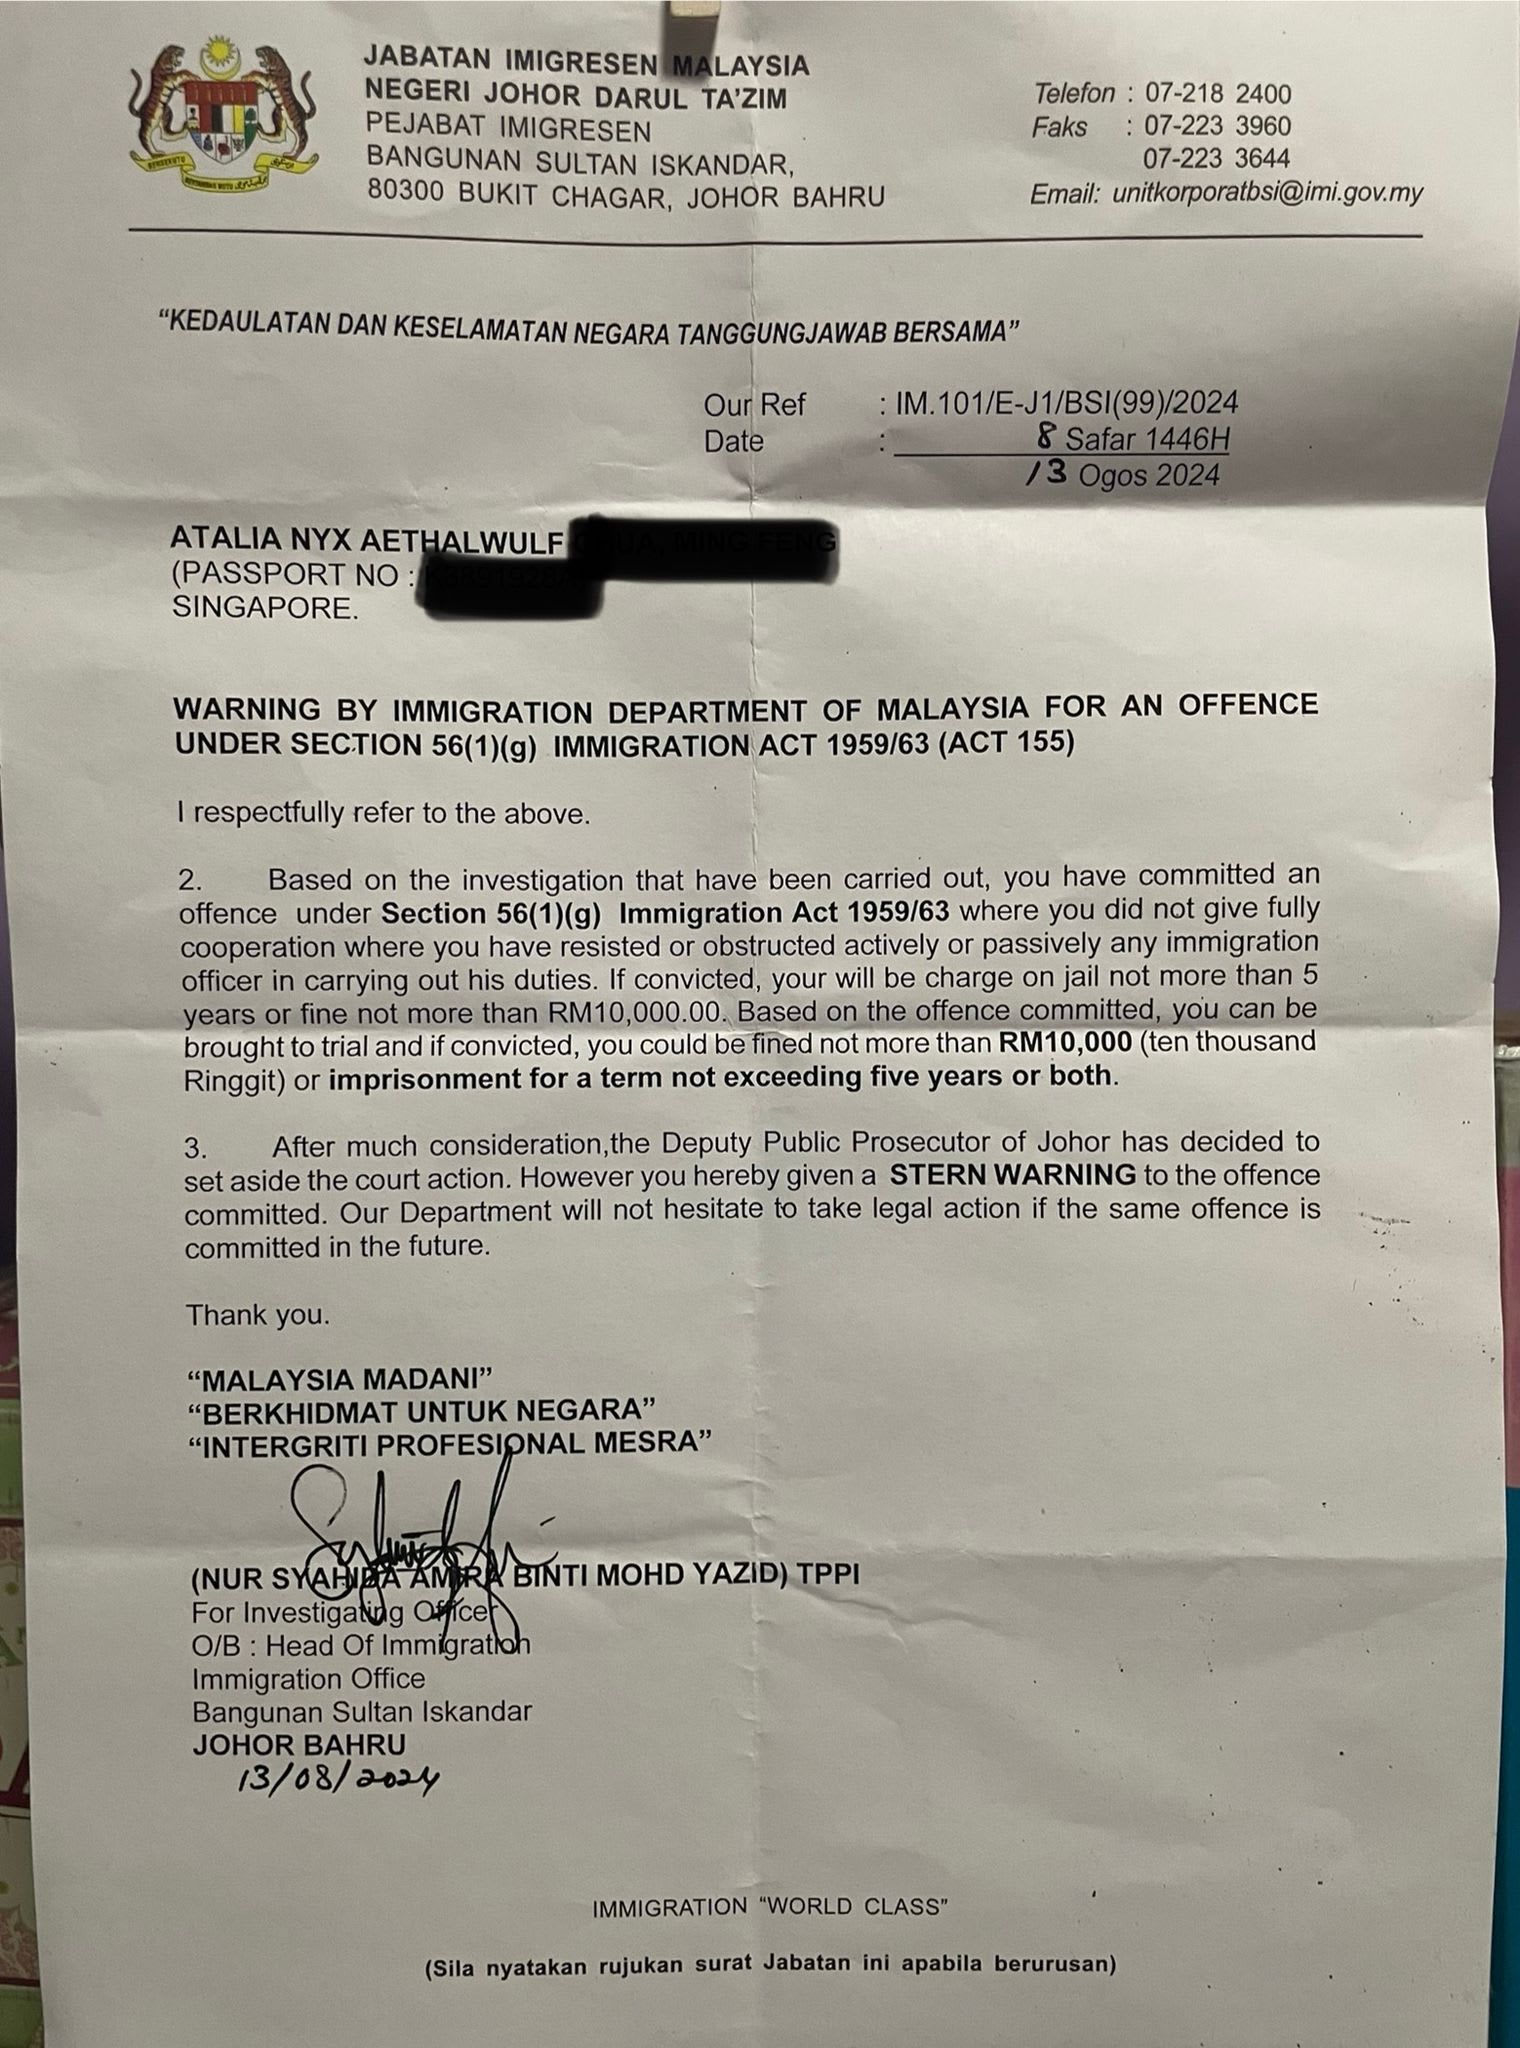 JABATAN IMIGRESEN MALAYSIA
NEGERI JOHOR DARUL TA'ZIM
PEJABAT IMIGRESEN
BANGUNAN SULTAN ISKANDAR,
80300 BUKIT CHAGAR, JOHOR BAHRU
Telefon : 07-218 2400
Faks : 07-223 3960
07-223 3644
Email: unitkorporatbsi@imi.gov.my
"KEDAULATAN DAN KESELAMATAN NEGARA TANGGUNGJAWAB BERSAMA"
Our Ref : IM.101/E-J1/BSI(99)/2024
Date : 8 Safar 1446H
13 Ogos 2024
ATALIA NYX AETHALWULF
(PASSPORT NO :
SINGAPORE.
WARNING BY IMMIGRATION DEPARTMENT OF MALAYSIA FOR AN OFFENCE
UNDER SECTION 56(1)(g) IMMIGRATION ACT 1959/63 (ACT 155)
I respectfully refer to the above.
2. Based on the investigation that have been carried out, you have committed an
offence under Section 56(1)(g) Immigration Act 1959/63 where you did not give fully
cooperation where you have resisted or obstructed actively or passively any immigration
officer in carrying out his duties. If convicted, your will be charge on jail not more than 5
years or fine not more than RM10,000.00. Based on the offence committed, you can be
brought to trial and if convicted, you could be fined not more than RM10,000 (ten thousand
Ringgit) or imprisonment for a term not exceeding five years or both.
3. After much consideration,the Deputy Public Prosecutor of Johor has decided to
set aside the court action. However you hereby given a STERN WARNING to the offence
committed. Our Department will not hesitate to take legal action if the same offence is
committed in the future.
Thank you.
"MALAYSIA MADANI"
"BERKHIDMAT UNTUK NEGARA"
"INTERGRITI PROFESIONAL MESRA"
(NUR SYAHIDA AMIRA BINTI MOHD YAZID) TPPI
For Investigating Officer
O/B : Head Of Immigration
Immigration Office
Bangunan Sultan Iskandar
JOHOR BAHRU
13/08/2024
IMMIGRATION "WORLD CLASS"
(Sila nyatakan rujukan surat Jabatan ini apabila berurusan)